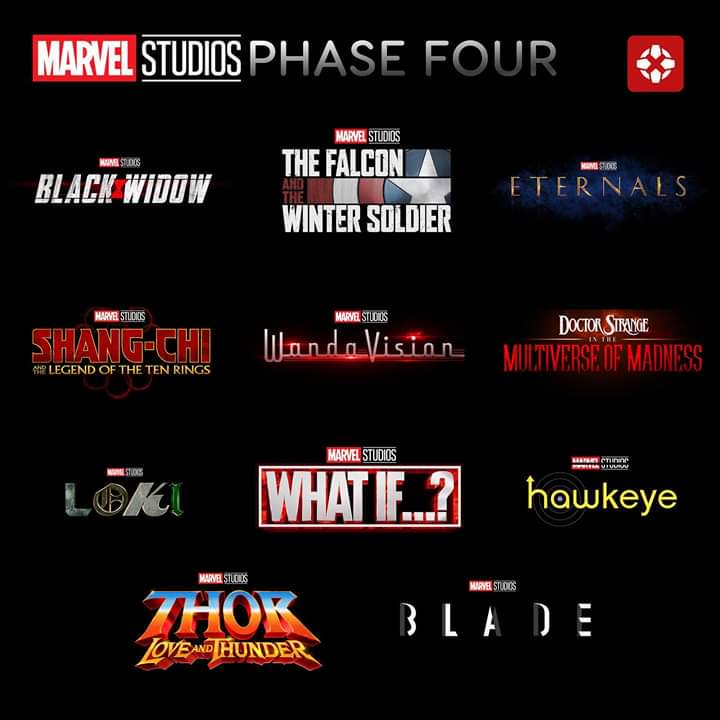 MARVEL STUDIOS PHASE FOUR
MARVEL STUDIOS
BLACK WIDOW
MARVEL STUDIOS
THE FALCON
AND
THE
WINTER SOLDIER
MARVEL STUDIOS
ETERNALS
MARVEL STUDIOS
SHANG-CHI
AND THE LEGEND OF THE TEN RINGS
MARVEL STUDIOS
WandaVision
DOCTOR STRANGE
IN THE
MULTIVERSE OF MADNESS
MARVEL STUDIOS
LOKI
MARVEL STUDIOS
WHAT IF...?
MARVEL STUDIOS
hawkeye
MARVEL STUDIOS
THOR
LOVE AND THUNDER
MARVEL STUDIOS
BLADE